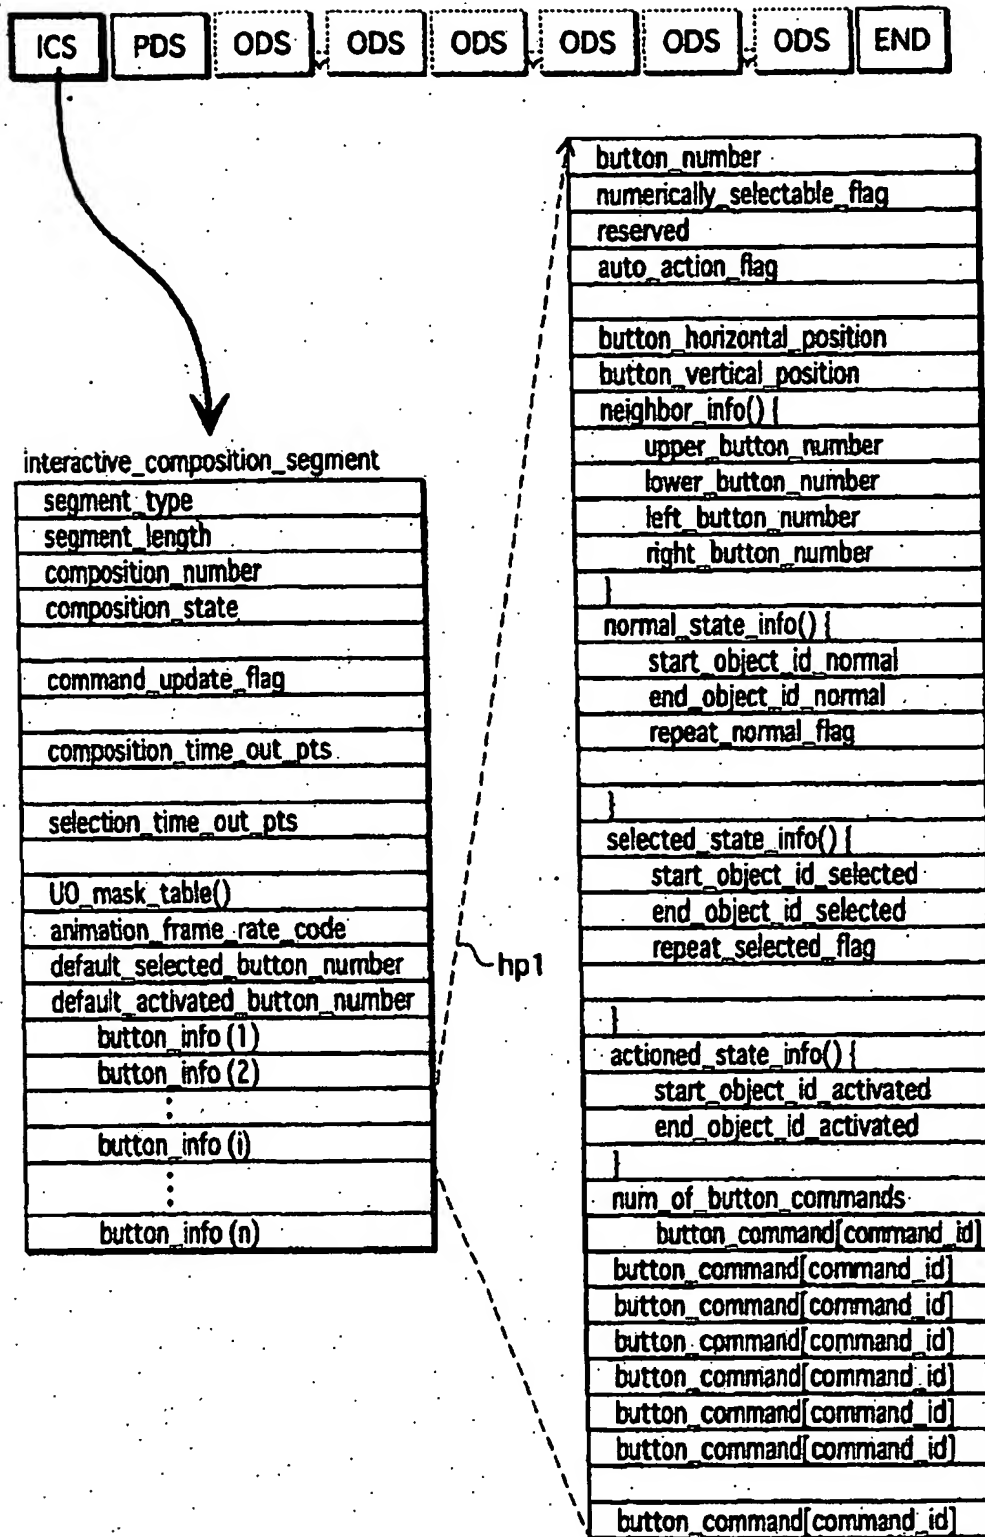 ICS PDS ODS ODS ODS ODS ODS ODS END
interactive_composition_segment
segment_type
segment_length
composition_number
composition_state
command_update_flag
composition_time_out_pts
selection_time_out_pts
UO_mask_table()
animation_frame_rate_code
default_selected_button_number
default_activated_button_number
button_info (1)
button_info (2)
⋮
button_info (i)
⋮
button_info (n)
hp1
button_number
numerically_selectable_flag
reserved
auto_action_flag
button_horizontal_position
button_vertical_position
neighbor_info() {
upper_button_number
lower_button_number
left_button_number
right_button_number
}
normal_state_info() {
start_object_id_normal
end_object_id_normal
repeat_normal_flag
}
selected_state_info() {
start_object_id_selected
end_object_id_selected
repeat_selected_flag
}
actioned_state_info() {
start_object_id_activated
end_object_id_activated
}
num_of_button_commands
button_command[command_id]
button_command[command_id]
button_command[command_id]
button_command[command_id]
button_command[command_id]
button_command[command_id]
button_command[command_id]
button_command[command_id]